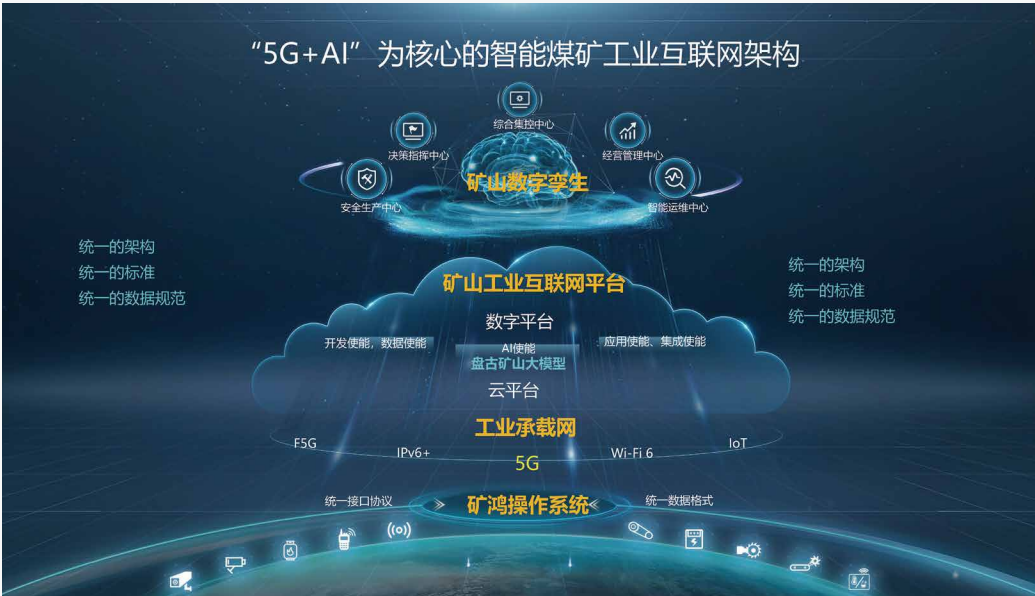 “5G+AI”为核心的智能煤矿工业互联网架构
综合集控中心
决策指挥中心
经营管理中心
矿山数字孪生
安全生产中心
智能运维中心
统一的架构
统一的标准
统一的数据规范
统一的架构
统一的标准
统一的数据规范
矿山工业互联网平台
数字平台
开发使能，数据使能
AI使能
应用使能、集成使能
盘古矿山大模型
云平台
工业承载网
F5G
IPv6+
5G
Wi-Fi 6
IoT
统一接口协议
矿鸿操作系统
统一数据格式